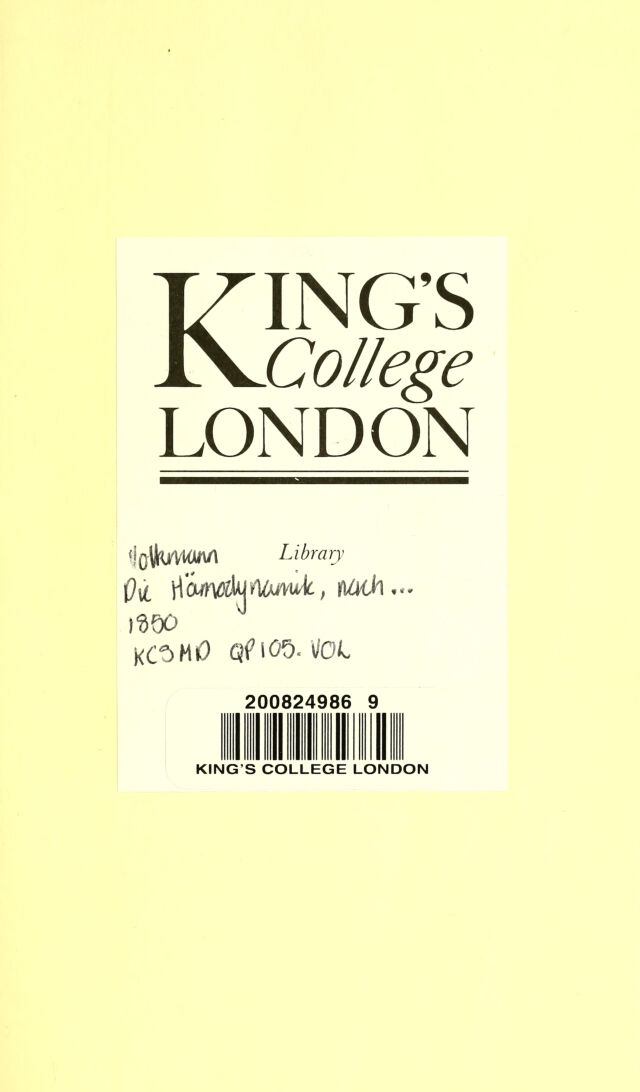 KING'S
College
LONDON
Library
Volkmann
Die Hämodynamik, nach...
1850
KCSMD QP105. VOL
200824986 9
KING'S COLLEGE LONDON